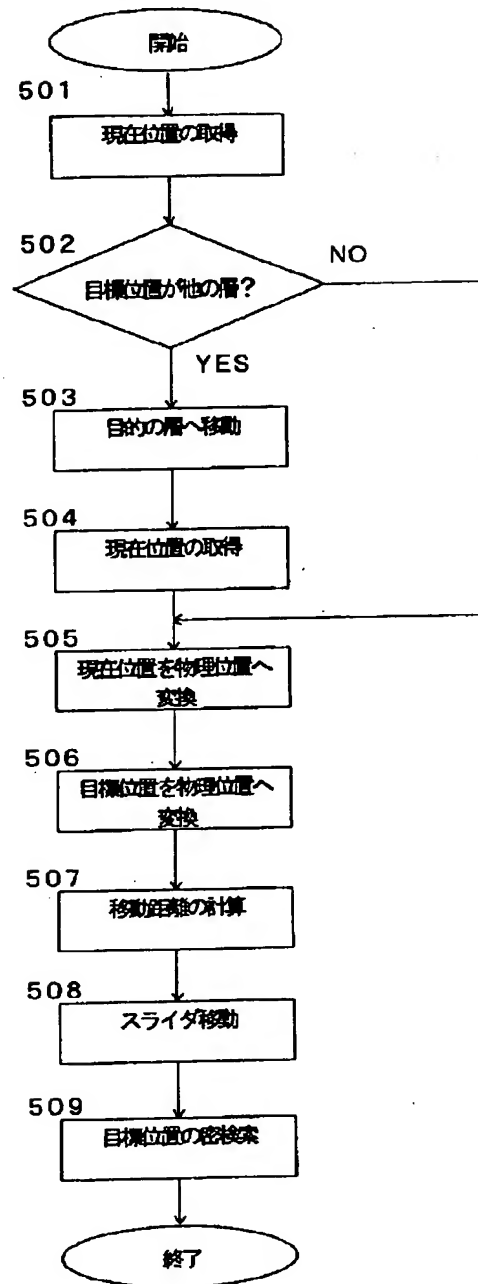 開始
501
現在位置の取得
502
NO
目標位置が他の層?
YES
503
目的の層へ移動
504
現在位置の取得
505
現在位置を物理位置へ
変換
506
目標位置を物理位置へ
変換
507
移動距離の計算
508
スライダ移動
509
目標位置の密検索
終了